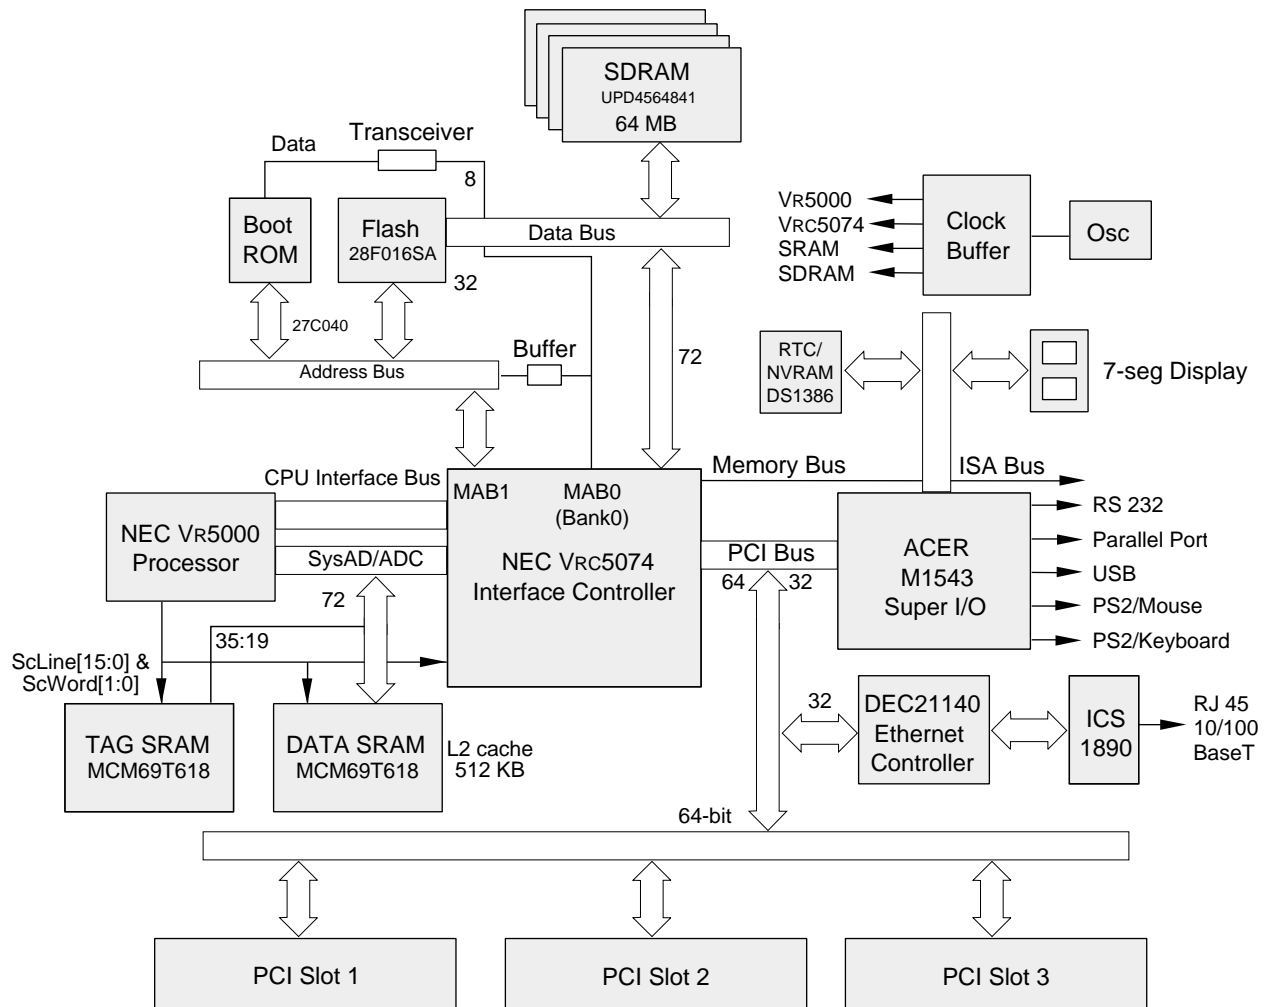 SDRAM
UPD4564841
64 MB
Transceiver
Data
8
Boot
ROM
Flash
28F016SA
32
27C040
Data Bus
72
Address Bus
Buffer
VR5000
VRC5074
SRAM
SDRAM
Clock
Buffer
Osc
RTC/
NVRAM
DS1386
7-seg Display
CPU Interface Bus
MAB1
MAB0
(Bank0)
Memory Bus
ISA Bus
NEC VR5000
Processor
SysAD/ADC
72
NEC VRC5074
Interface Controller
PCI Bus
64
32
ACER
M1543
Super I/O
RS 232
Parallel Port
USB
PS2/Mouse
PS2/Keyboard
35:19
ScLine[15:0] &
ScWord[1:0]
TAG SRAM
MCM69T618
DATA SRAM
MCM69T618
L2 cache
512 KB
32
DEC21140
Ethernet
Controller
ICS
1890
RJ 45
10/100
BaseT
64-bit
PCI Slot 1
PCI Slot 2
PCI Slot 3